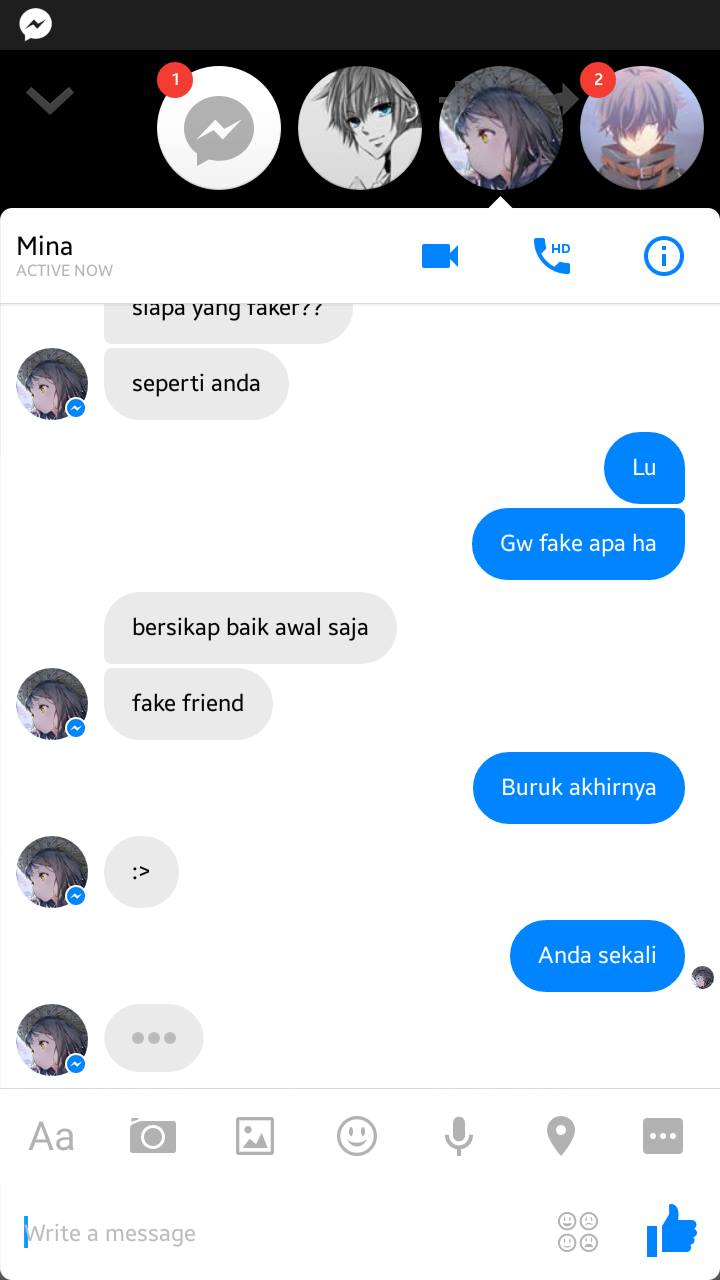 1
2
Mina
ACTIVE NOW
HD
siapa yang faker??
seperti anda
Lu
Gw fake apa ha
bersikap baik awal saja
fake friend
Buruk akhirnya
:>
Anda sekali
Aa
Write a message